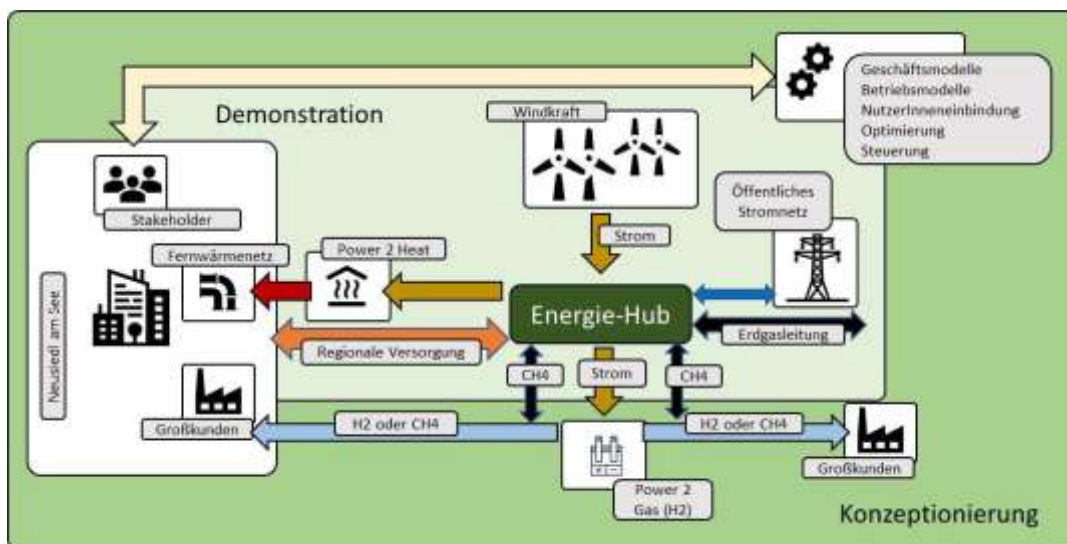 Geschäftsmodelle
Betriebsmodelle
NutzerInneneinbindung
Optimierung
Steuerung
Demonstration
Windkraft
Öffentliches
Stromnetz
Stakeholder
Strom
Fernwärmenetz
Power 2 Heat
Energie-Hub
Erdgasleitung
Neusiedl am See
Regionale Versorgung
CH4
Strom
CH4
Großkunden
H2 oder CH4
H2 oder CH4
Großkunden
Power 2
Gas (H2)
Konzeptionierung